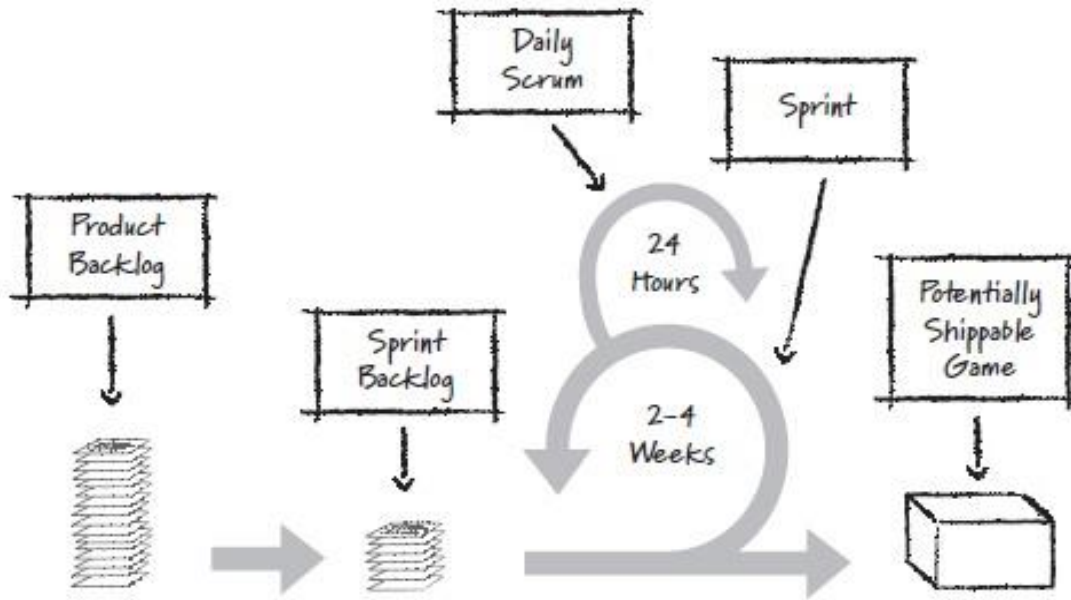 Daily
Scrum
Sprint
Product
Backlog
24
Hours
Potentially
Shippable
Game
Sprint
Backlog
2-4
Weeks